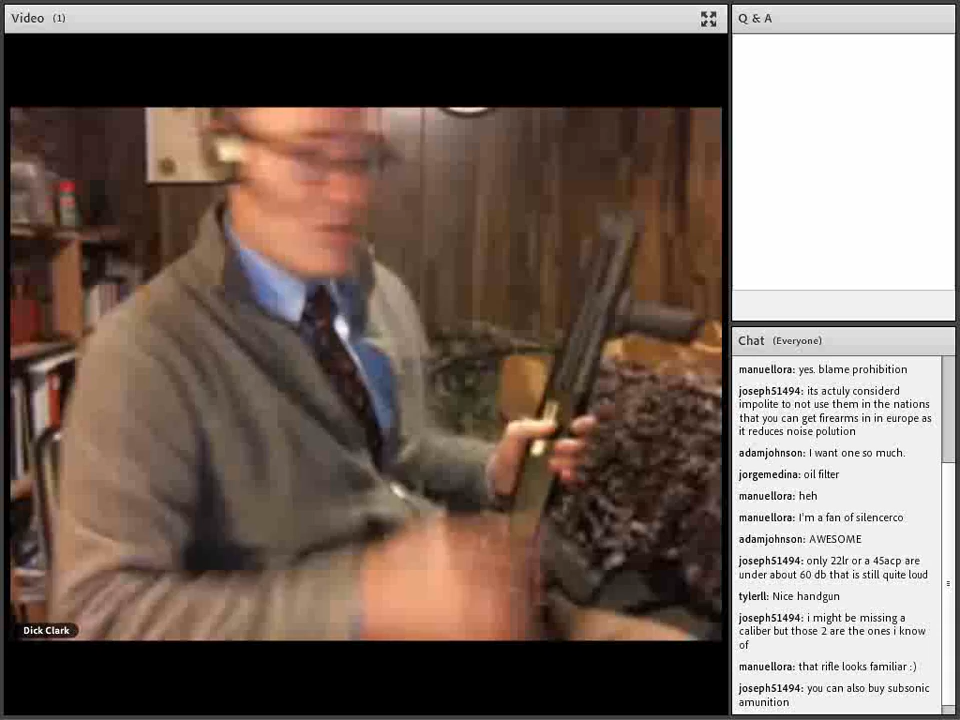 Video (1)
Q & A
Dick Clark
Chat (Everyone)
manuellora: yes. blame prohibition
joseph51494: its actuly considerd
impolite to not use them in the nations
that you can get firearms in in europe as
it reduces noise polution
adamjohnson: I want one so much.
jorgemedina: oil filter
manuellora: heh
manuellora: I'm a fan of silencerco
adamjohnson: AWESOME
joseph51494: only 22lr or a 45acp are
under about 60 db that is still quite loud
tylerll: Nice handgun
joseph51494: i might be missing a
caliber but those 2 are the ones i know
of
manuellora: that rifle looks familiar :)
joseph51494: you can also buy subsonic
amunition